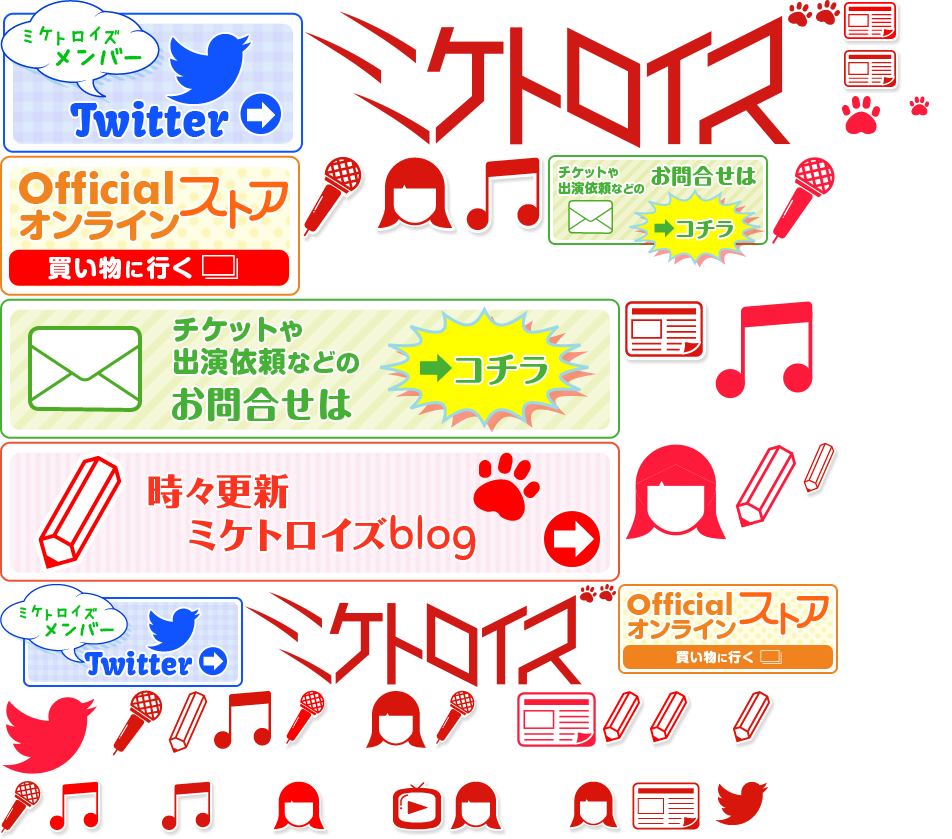 ミケトロイズ
メンバー
Twitter
ミケトロイズ
Official
オンライン
ストア
買い物に行く
チケットや
出演依頼などの
お問合せは
コチラ
チケットや
出演依頼などの
お問合せは
コチラ
時々更新
ミケトロイズblog
ミケトロイズ
メンバー
Twitter
ミケトロイズ
Official
オンライン
ストア
買い物に行く